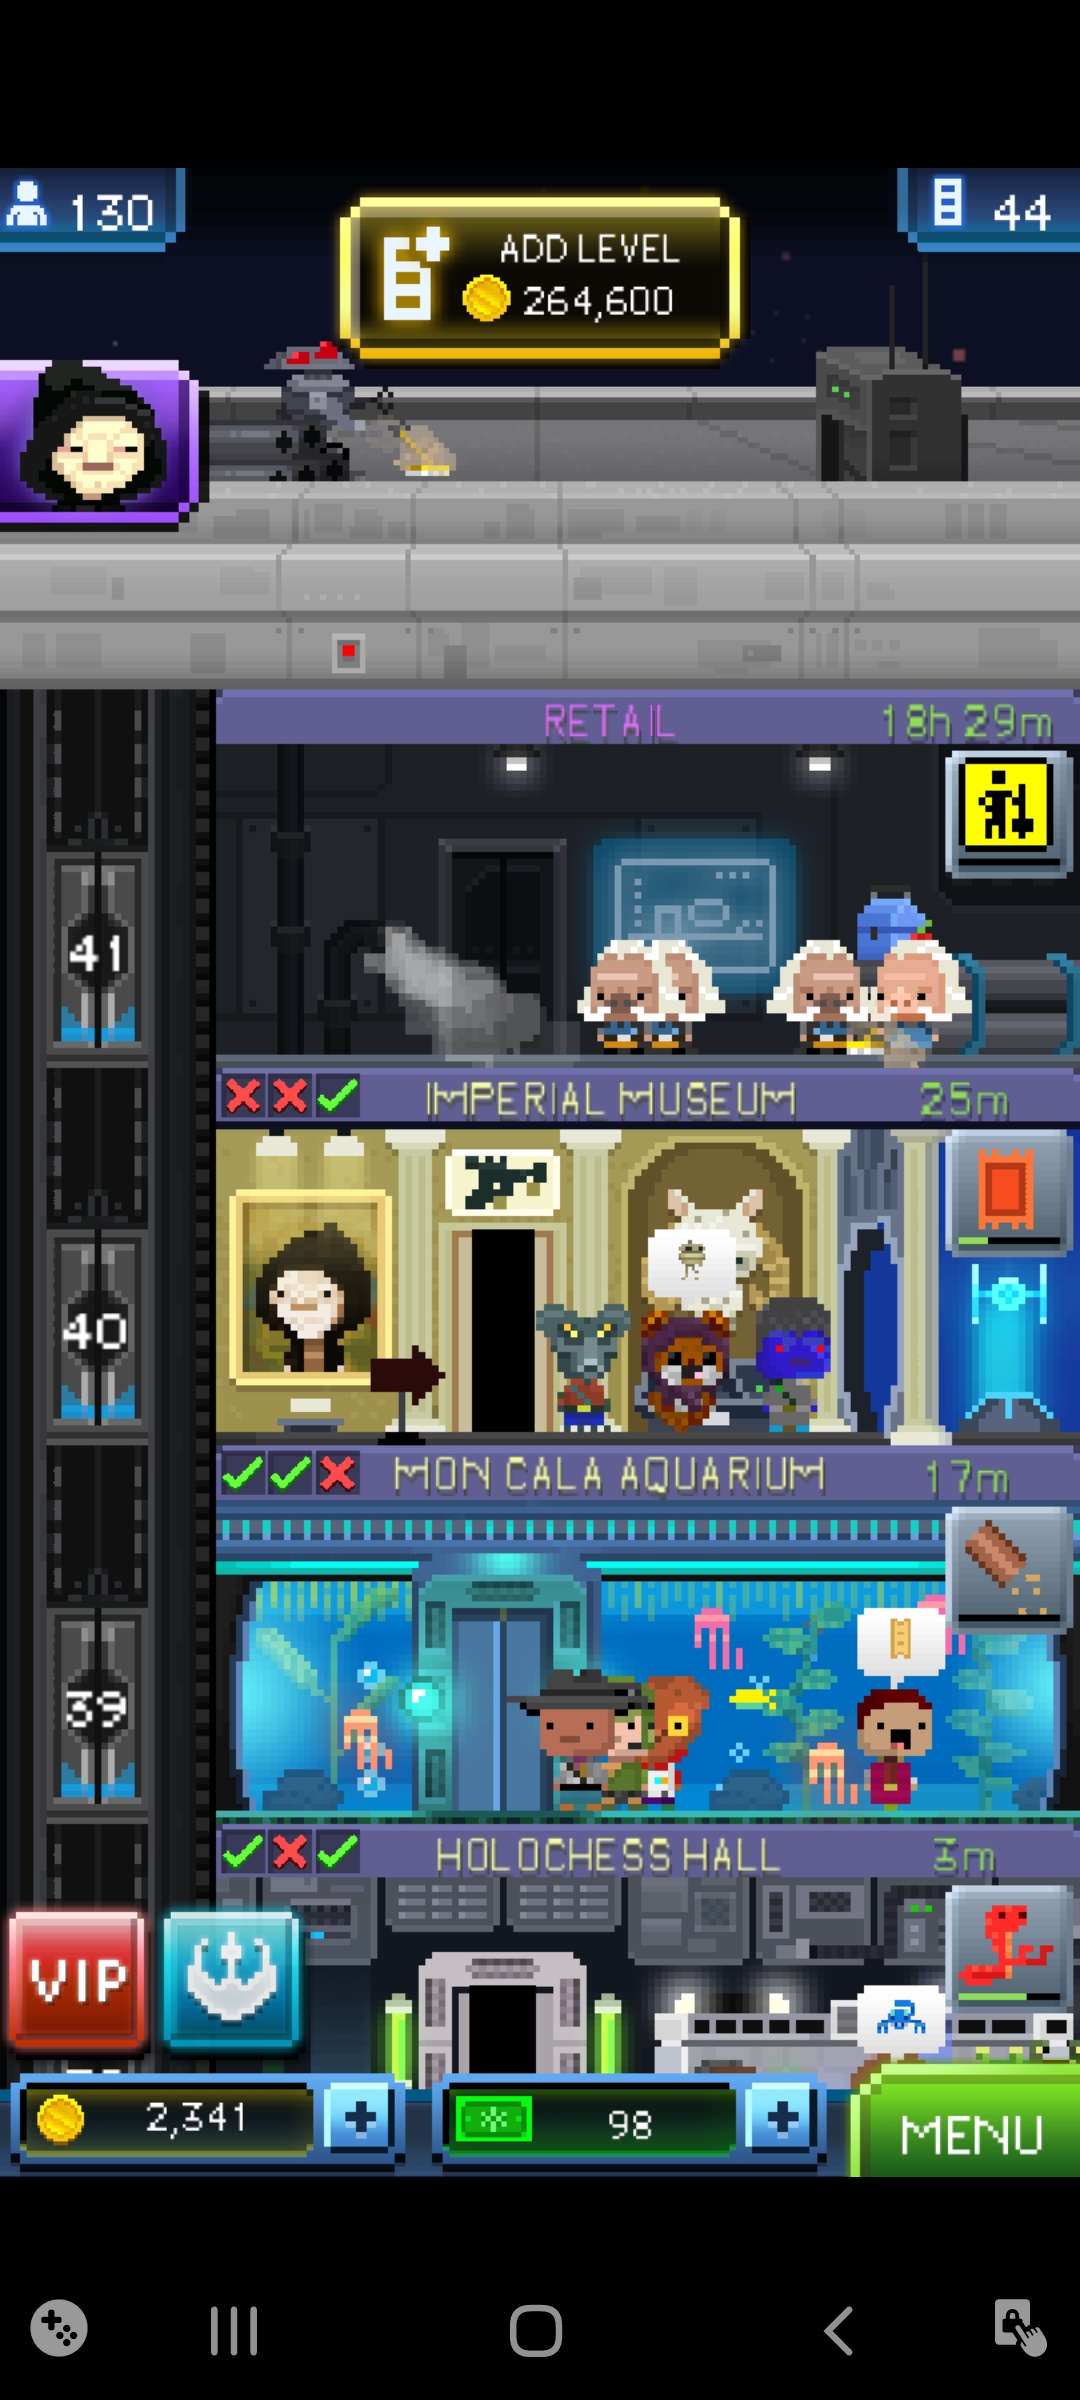 130
ADD LEVEL
264,600
44
RETAIL
18h 29m
41
IMPERIAL MUSEUM
25m
40
MON CALA AQUARIUM
17m
39
HOLOCHESS HALL
3m
VIP
2,341
98
MENU